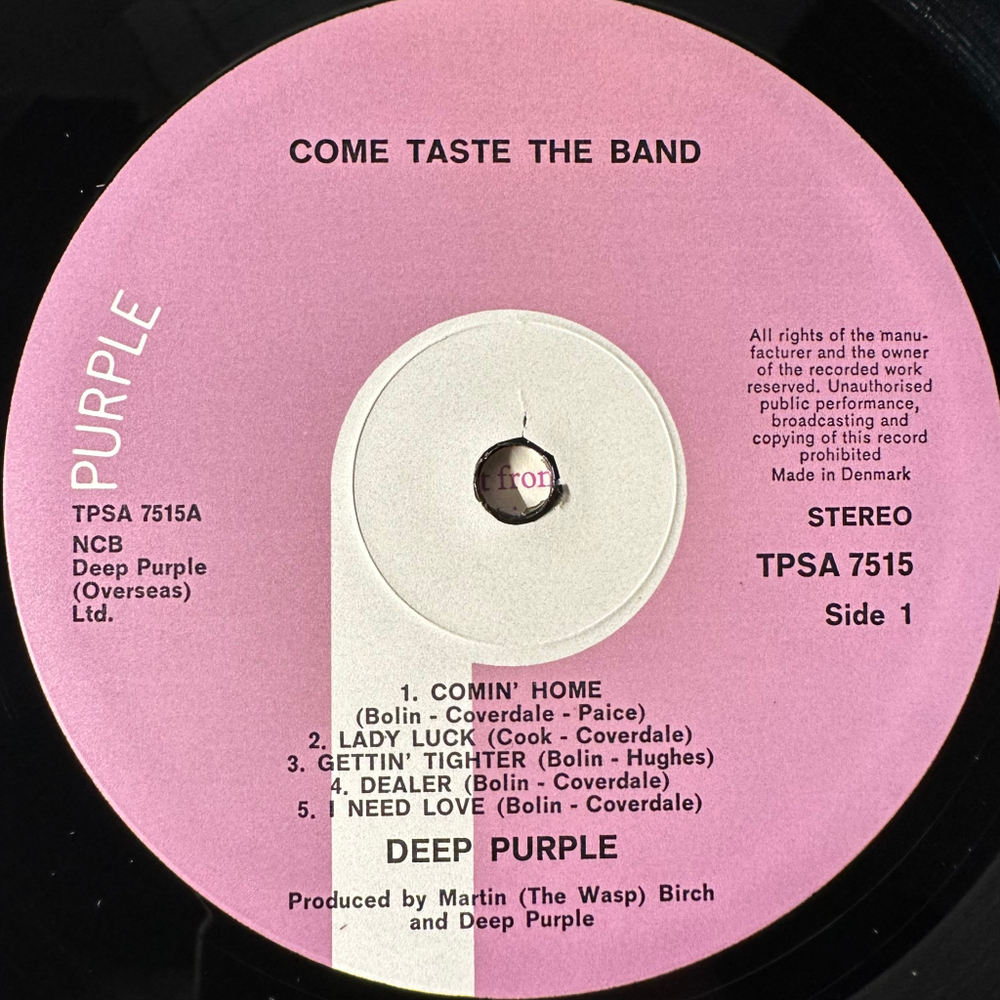 COME TASTE THE BAND
PURPLE
TPSA 7515A
NCB
Deep Purple
(Overseas)
Ltd.
t fron
All rights of the manu-
facturer and the owner
of the recorded work
reserved. Unauthorised
public performance,
broadcasting and
copying of this record
prohibited
Made in Denmark
STEREO
TPSA 7515
Side 1
1. COMIN' HOME
(Bolin - Coverdale - Paice)
2. LADY LUCK (Cook - Coverdale)
3. GETTIN' TIGHTER (Bolin - Hughes)
4. DEALER (Bolin - Coverdale)
5. I NEED LOVE (Bolin - Coverdale)
DEEP PURPLE
Produced by Martin (The Wasp) Birch
and Deep Purple